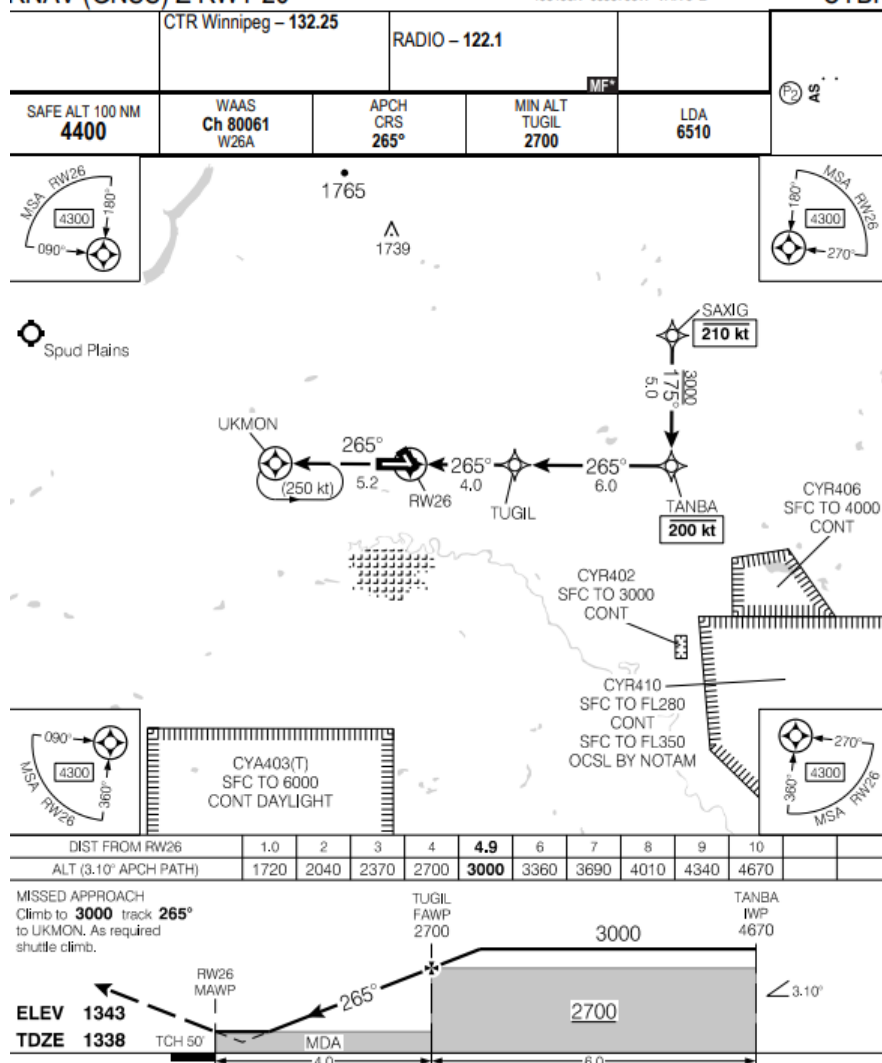 CTR Winnipeg – 132.25
RADIO – 122.1
MF*
P2
AS
SAFE ALT 100 NM
4400
WAAS
Ch 80061
W26A
APCH
CRS
265°
MIN ALT
TUGIL
2700
LDA
6510
MSA RW26
4300
180°
090°
1765
1739
MSA RW26
4300
180°
270°
Spud Plains
SAXIG
210 kt
3000
175°
5.0
UKMON
265°
(250 kt)
5.2
RW26
265°
4.0
TUGIL
265°
6.0
TANBA
200 kt
CYR406
SFC TO 4000
CONT
CYR402
SFC TO 3000
CONT
CYR410
SFC TO FL280
CONT
SFC TO FL350
OCSL BY NOTAM
090°
4300
360°
MSA RW26
CYA403(T)
SFC TO 6000
CONT DAYLIGHT
270°
4300
360°
MSA RW26
DIST FROM RW26 1.0 2 3 4 4.9 6 7 8 9 10
ALT (3.10° APCH PATH) 1720 2040 2370 2700 3000 3360 3690 4010 4340 4670
MISSED APPROACH
Climb to 3000 track 265°
to UKMON. As required
shuttle climb.
TUGIL
FAWP
2700
3000
TANBA
IWP
4670
RW26
MAWP
265°
2700
3.10°
ELEV 1343
TDZE 1338
TCH 50'
MDA
4.0
6.0